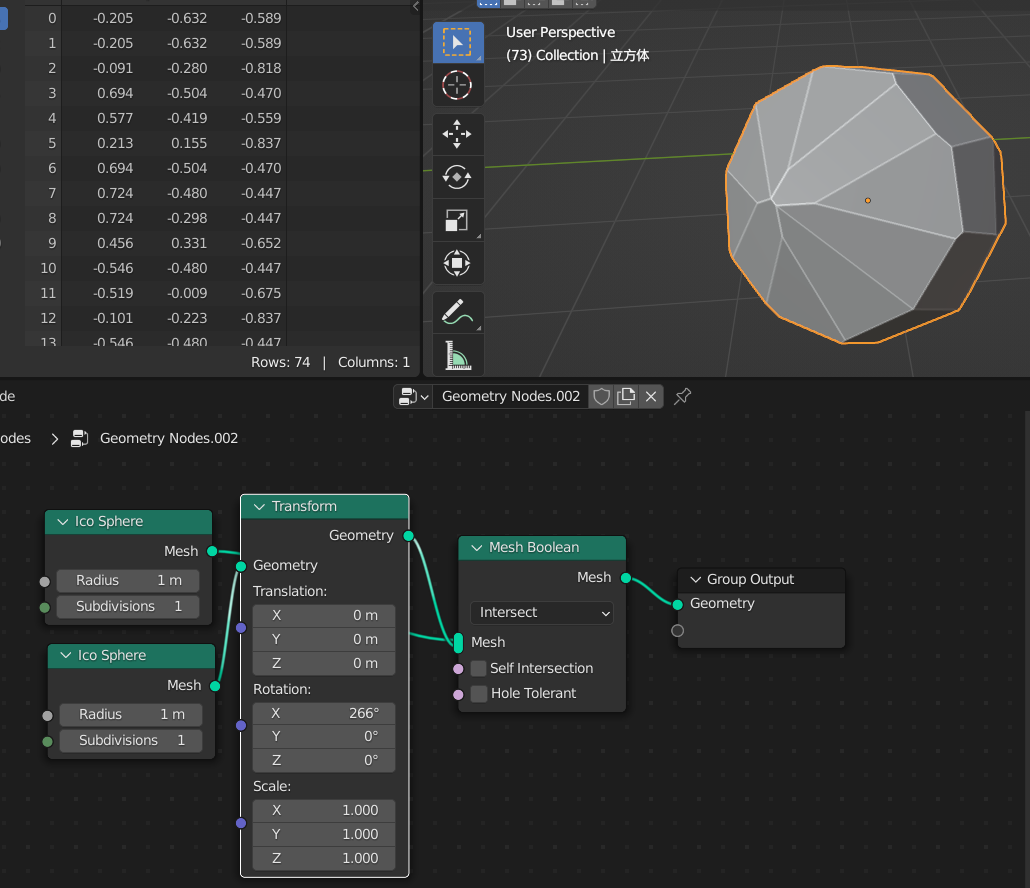 0 -0.205 -0.632 -0.589
1 -0.205 -0.632 -0.589
2 -0.091 -0.280 -0.818
3 0.694 -0.504 -0.470
4 0.577 -0.419 -0.559
5 0.213 0.155 -0.837
6 0.694 -0.504 -0.470
7 0.724 -0.480 -0.447
8 0.724 -0.298 -0.447
9 0.456 0.331 -0.652
10 -0.546 -0.480 -0.447
11 -0.519 -0.009 -0.675
12 -0.101 -0.223 -0.837
13 -0.546 -0.480 -0.447
Rows: 74 | Columns: 1
User Perspective
(73) Collection | 立方体
de
Geometry Nodes.002
odes
Geometry Nodes.002
Ico Sphere
Mesh
Radius 1 m
Subdivisions 1
Ico Sphere
Mesh
Radius 1 m
Subdivisions 1
Transform
Geometry
Geometry
Translation:
X 0 m
Y 0 m
Z 0 m
Rotation:
X 266°
Y 0°
Z 0°
Scale:
X 1.000
Y 1.000
Z 1.000
Mesh Boolean
Mesh
Intersect
Mesh
Self Intersection
Hole Tolerant
Group Output
Geometry